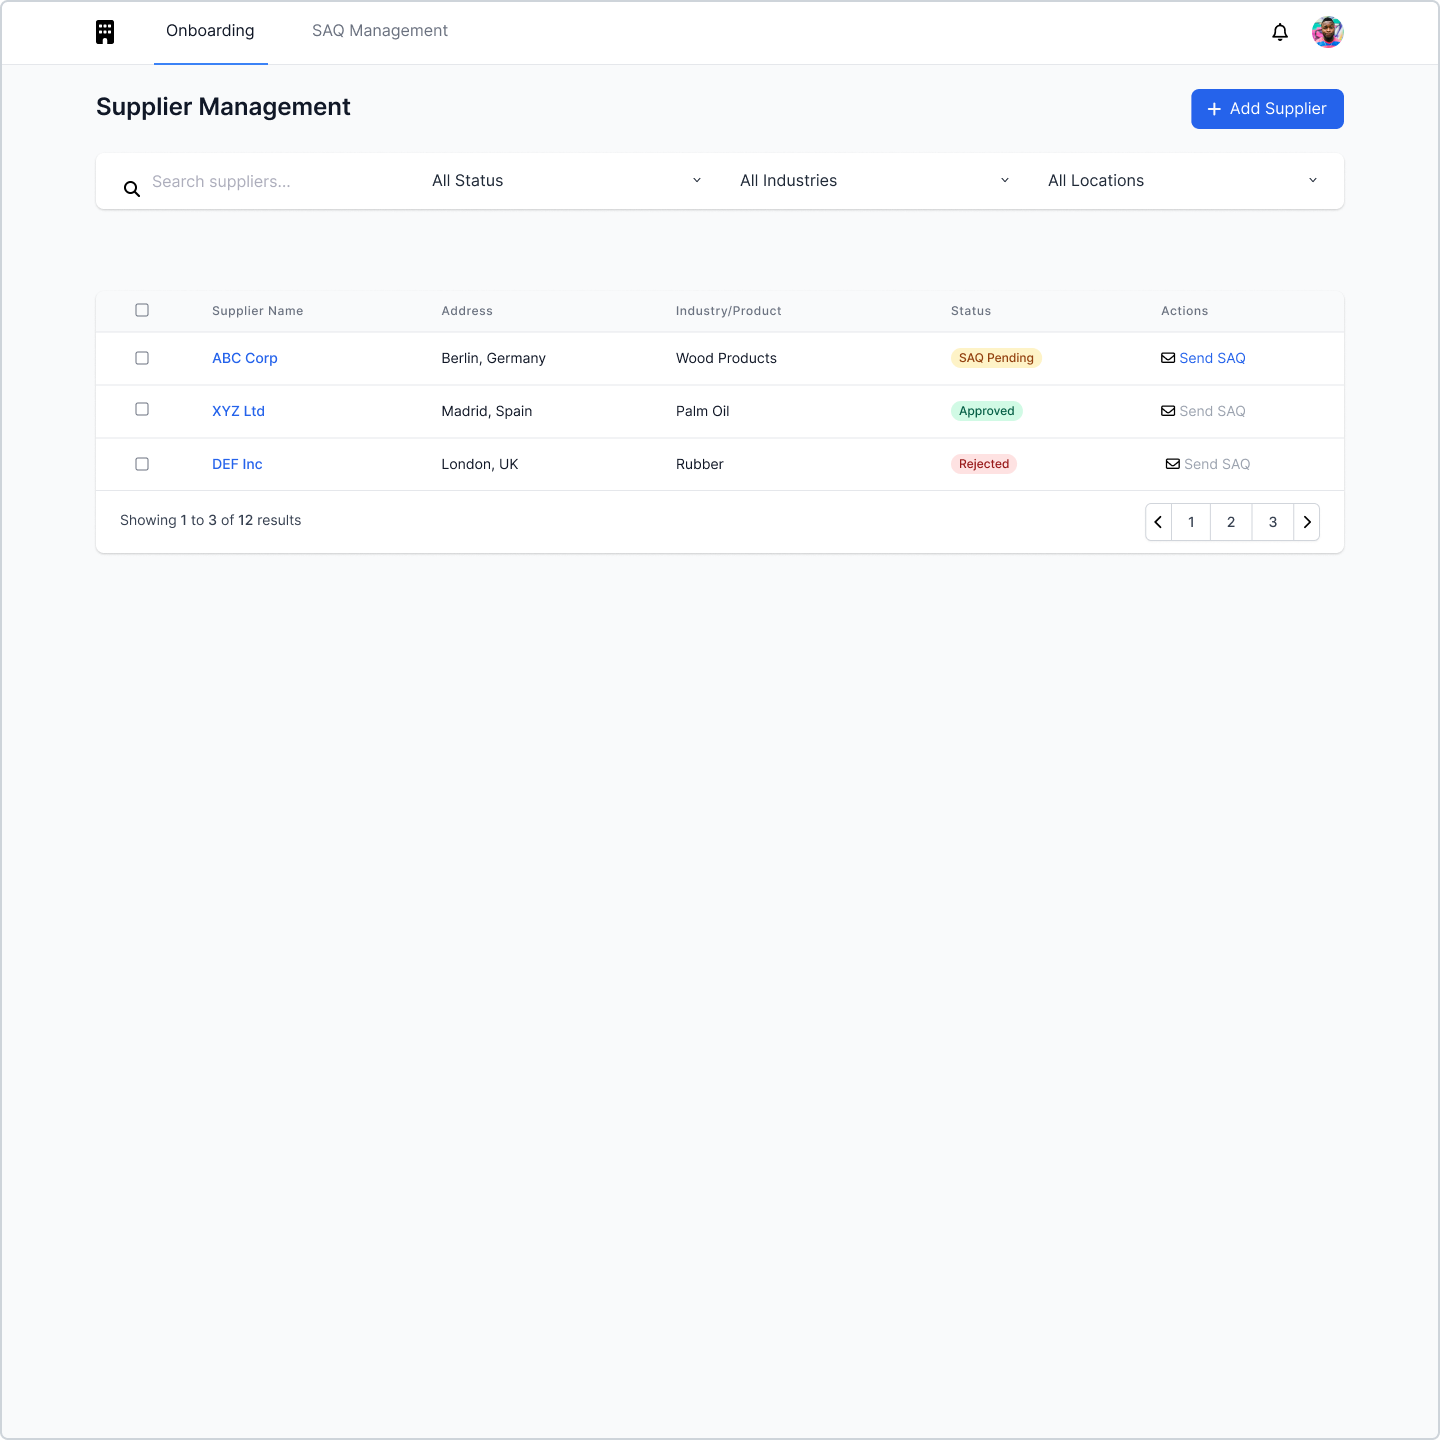 Onboarding SAQ Management
Supplier Management
Add Supplier
Search suppliers... All Status All Industries All Locations
Supplier Name Address Industry/Product Status Actions
ABC Corp Berlin, Germany Wood Products SAQ Pending Send SAQ
XYZ Ltd Madrid, Spain Palm Oil Approved Send SAQ
DEF Inc London, UK Rubber Rejected Send SAQ
Showing 1 to 3 of 12 results 1 2 3